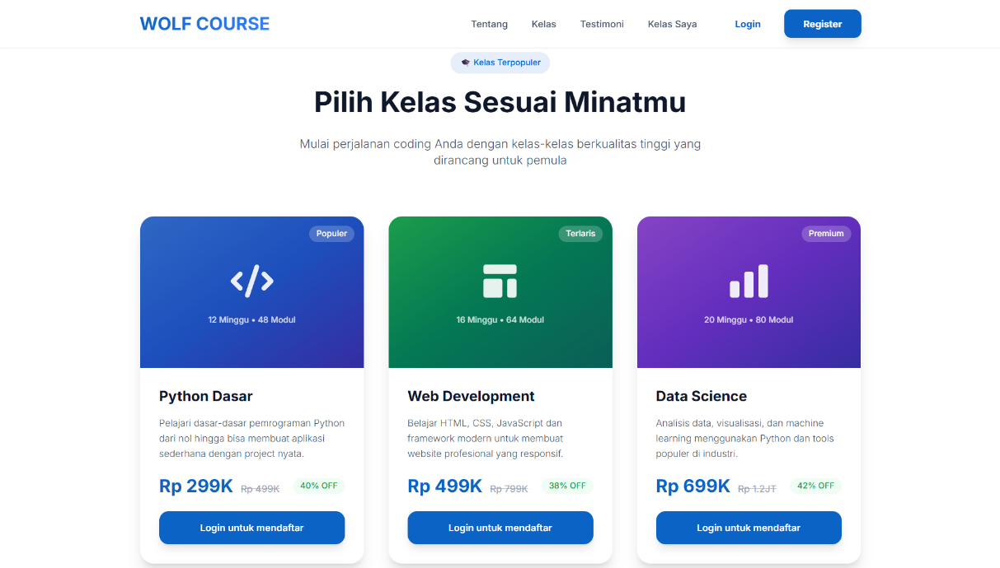 WOLF COURSE
Tentang
Kelas
Testimoni
Kelas Saya
Login
Register
Kelas Terpopuler
Pilih Kelas Sesuai Minatmu
Mulai perjalanan coding Anda dengan kelas-kelas berkualitas tinggi yang
dirancang untuk pemula
Populer
12 Minggu • 48 Modul
Python Dasar
Pelajari dasar-dasar pemrograman Python
dari nol hingga bisa membuat aplikasi
sederhana dengan project nyata.
Rp 299K Rp 499K 40% OFF
Login untuk mendaftar
Terlaris
16 Minggu • 64 Modul
Web Development
Belajar HTML, CSS, JavaScript dan
framework modern untuk membuat
website profesional yang responsif.
Rp 499K Rp 799K 38% OFF
Login untuk mendaftar
Premium
20 Minggu • 80 Modul
Data Science
Analisis data, visualisasi, dan machine
learning menggunakan Python dan tools
populer di industri.
Rp 699K Rp 1.2JT 42% OFF
Login untuk mendaftar